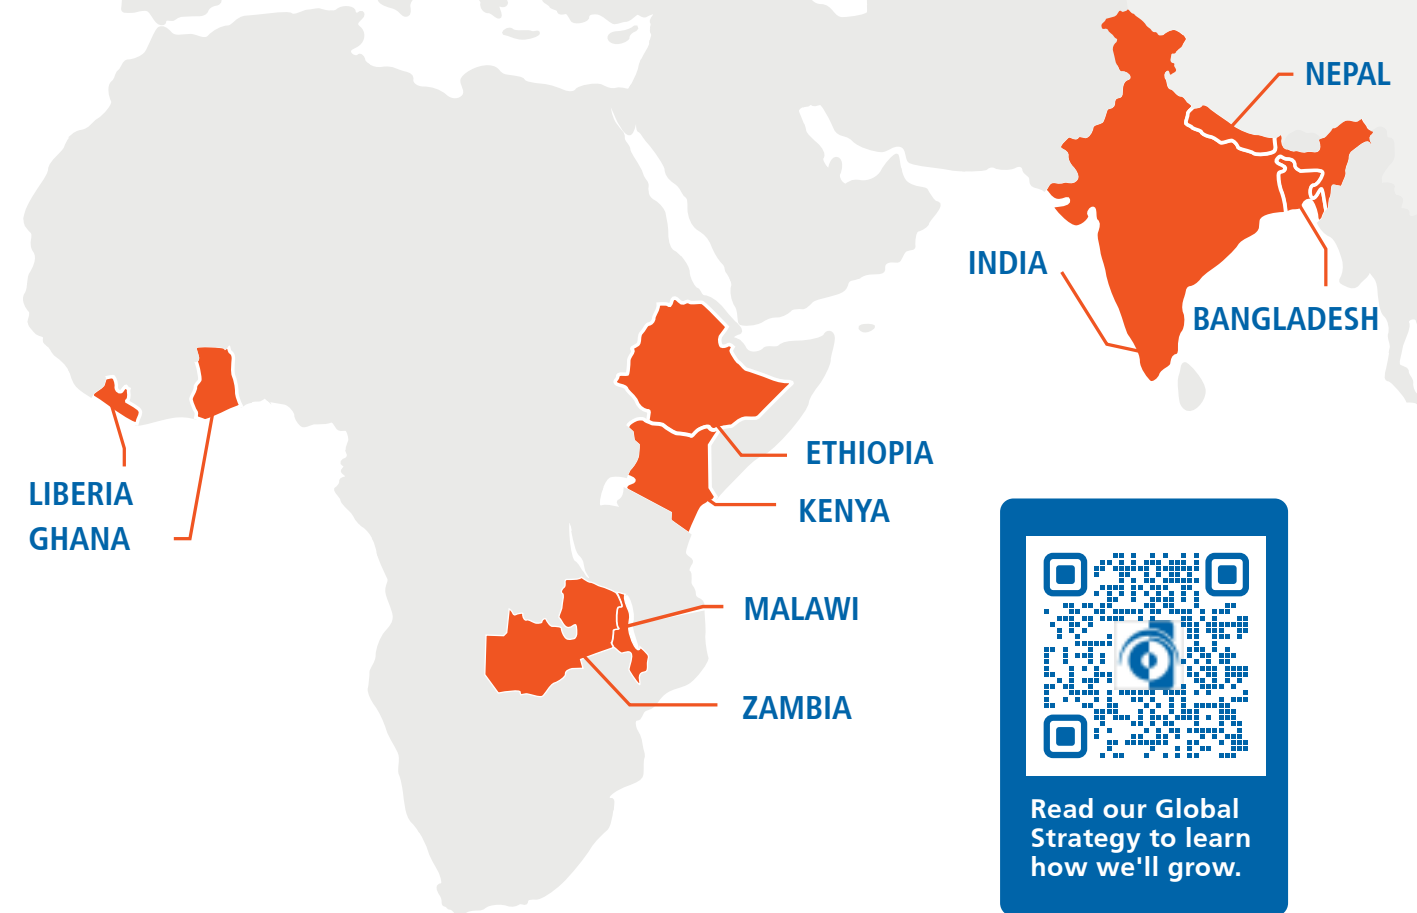 NEPAL
INDIA
BANGLADESH
ETHIOPIA
LIBERIA
KENYA
GHANA
MALAWI
ZAMBIA
Read our Global
Strategy to learn
how we'll grow.